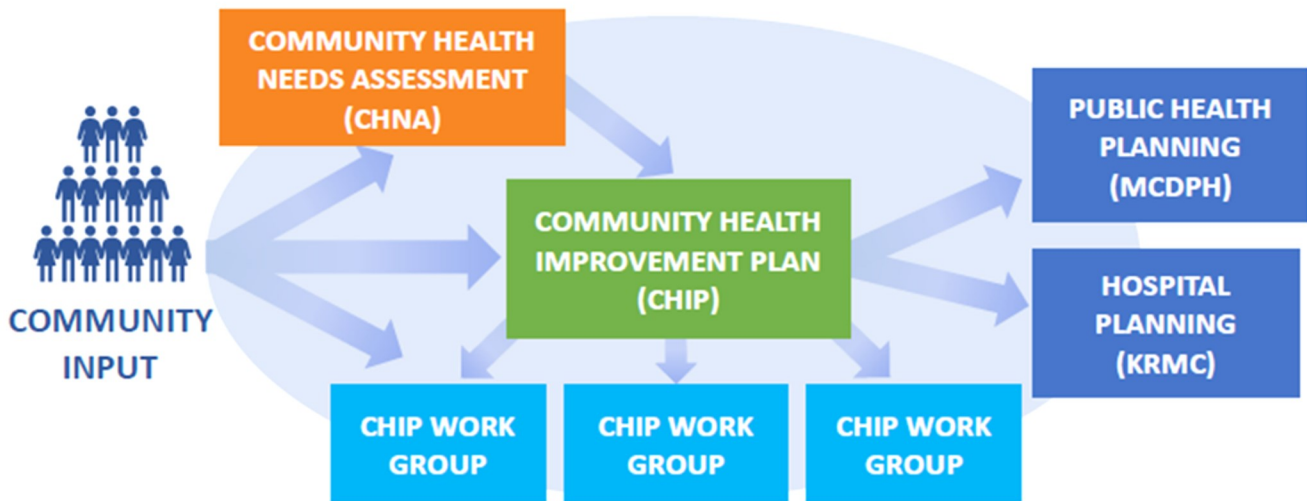 COMMUNITY HEALTH
NEEDS ASSESSMENT
(CHNA)
COMMUNITY
INPUT
COMMUNITY HEALTH
IMPROVEMENT PLAN
(CHIP)
PUBLIC HEALTH
PLANNING
(MCDPH)
HOSPITAL
PLANNING
(KRMC)
CHIP WORK
GROUP
CHIP WORK
GROUP
CHIP WORK
GROUP